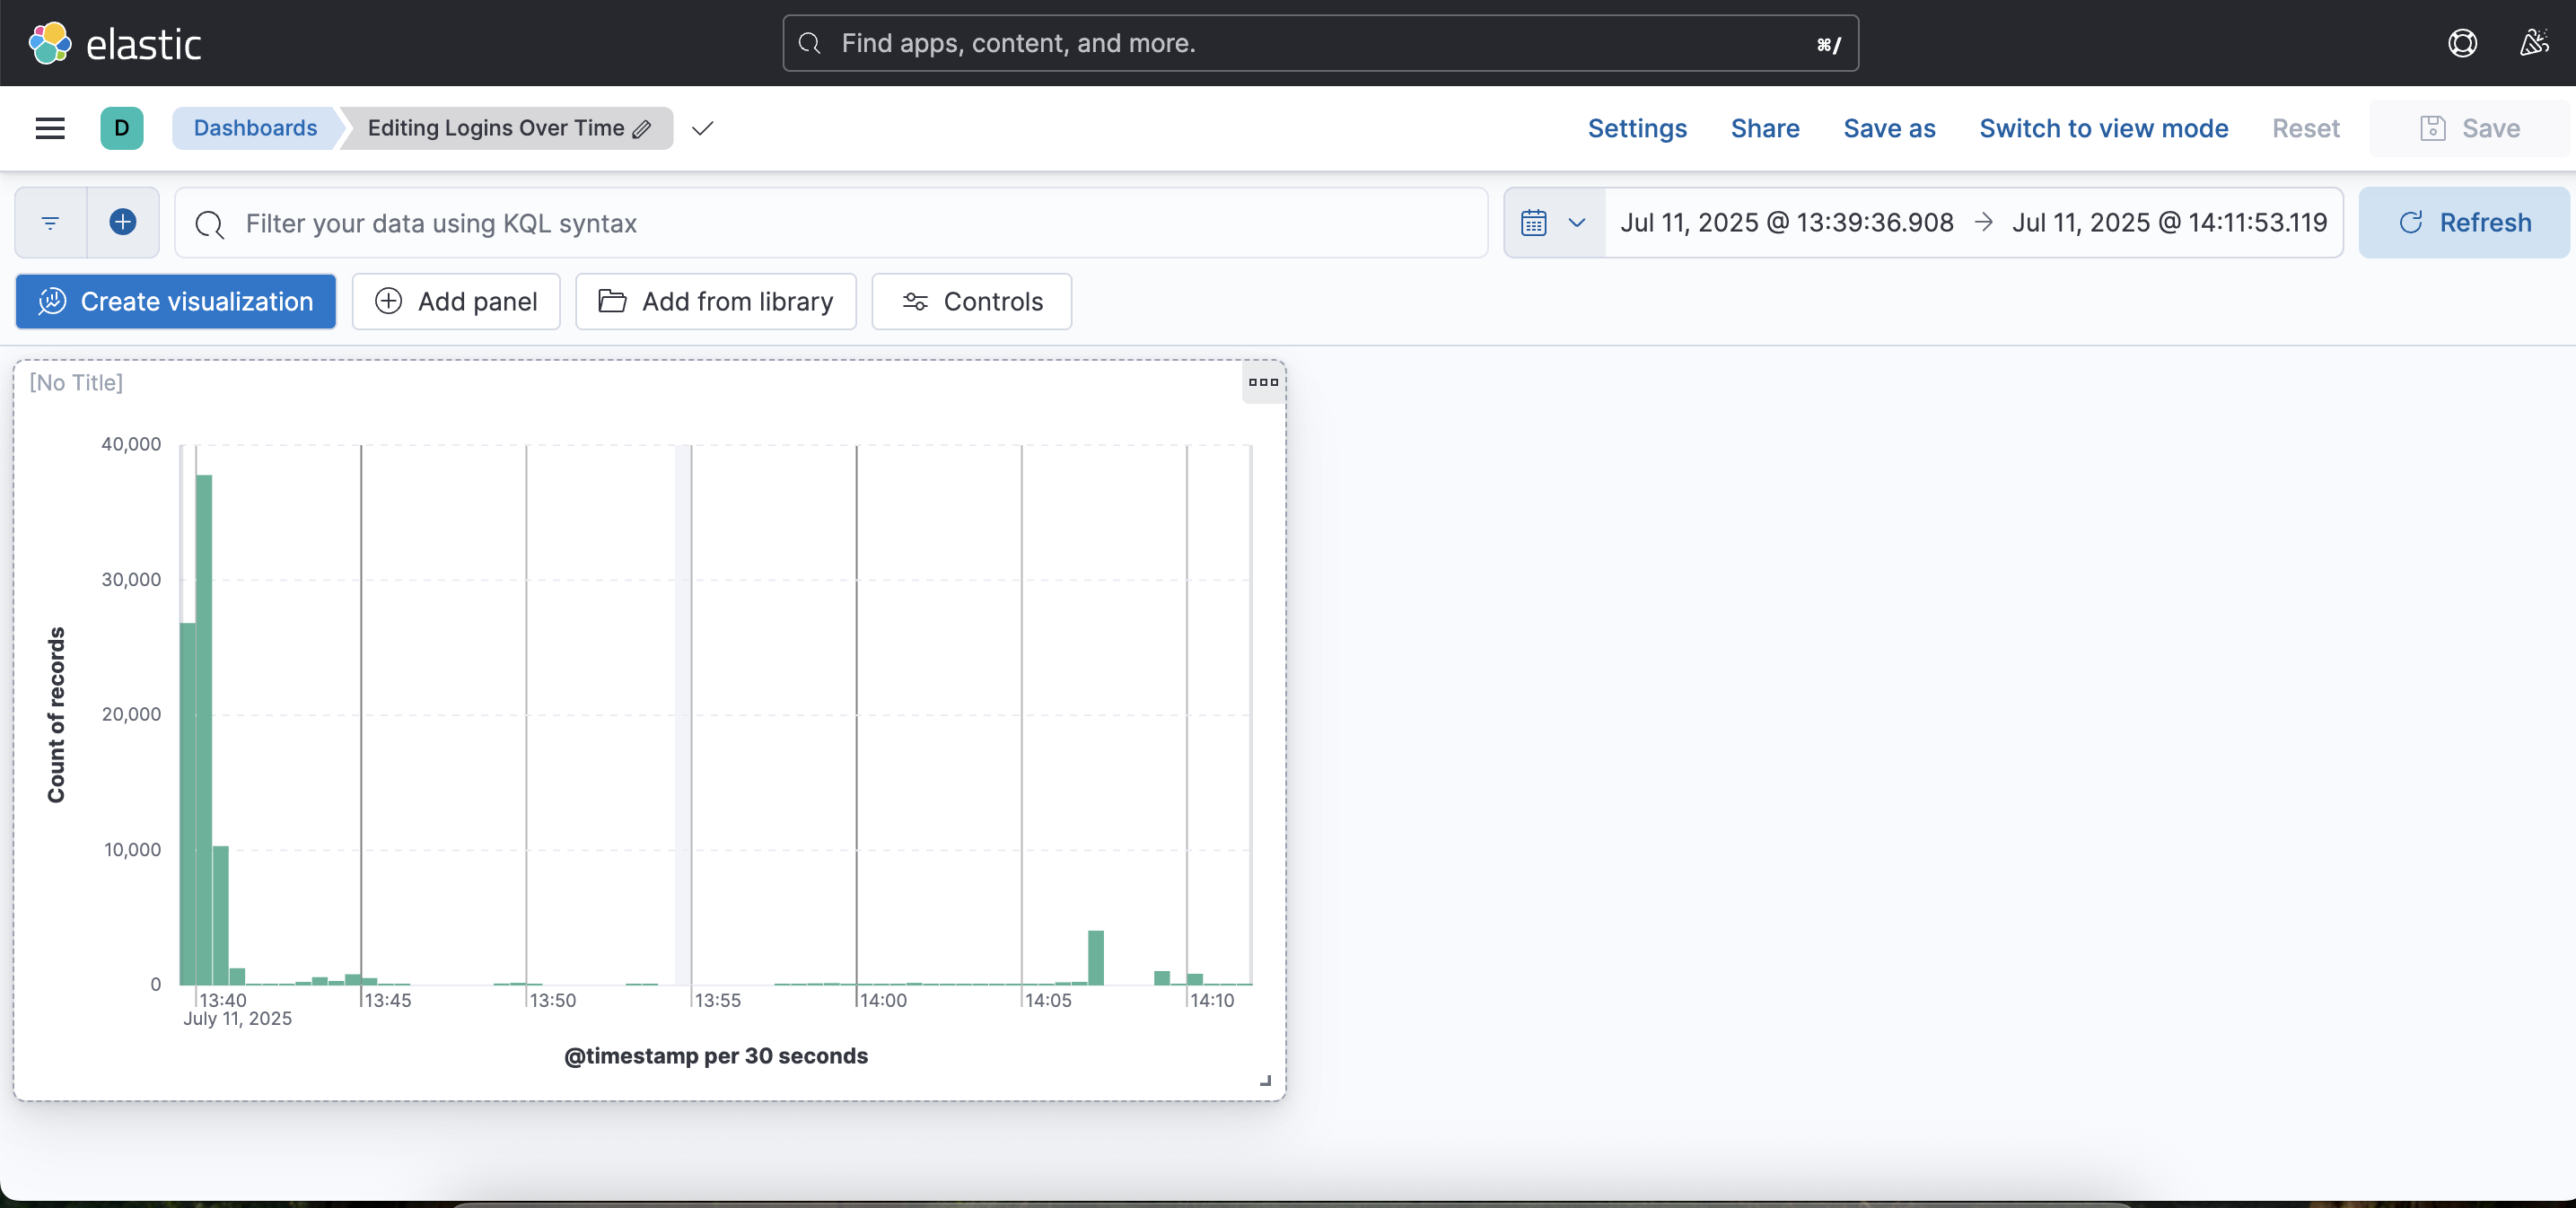 elastic
Find apps, content, and more.
⌘/
D
Dashboards
Editing Logins Over Time
Settings
Share
Save as
Switch to view mode
Reset
Save
Filter your data using KQL syntax
Jul 11, 2025 @ 13:39:36.908 → Jul 11, 2025 @ 14:11:53.119
Refresh
Create visualization
Add panel
Add from library
Controls
[No Title]
Count of records
40,000
30,000
20,000
10,000
0
13:40
13:45
13:50
13:55
14:00
14:05
14:10
July 11, 2025
@timestamp per 30 seconds